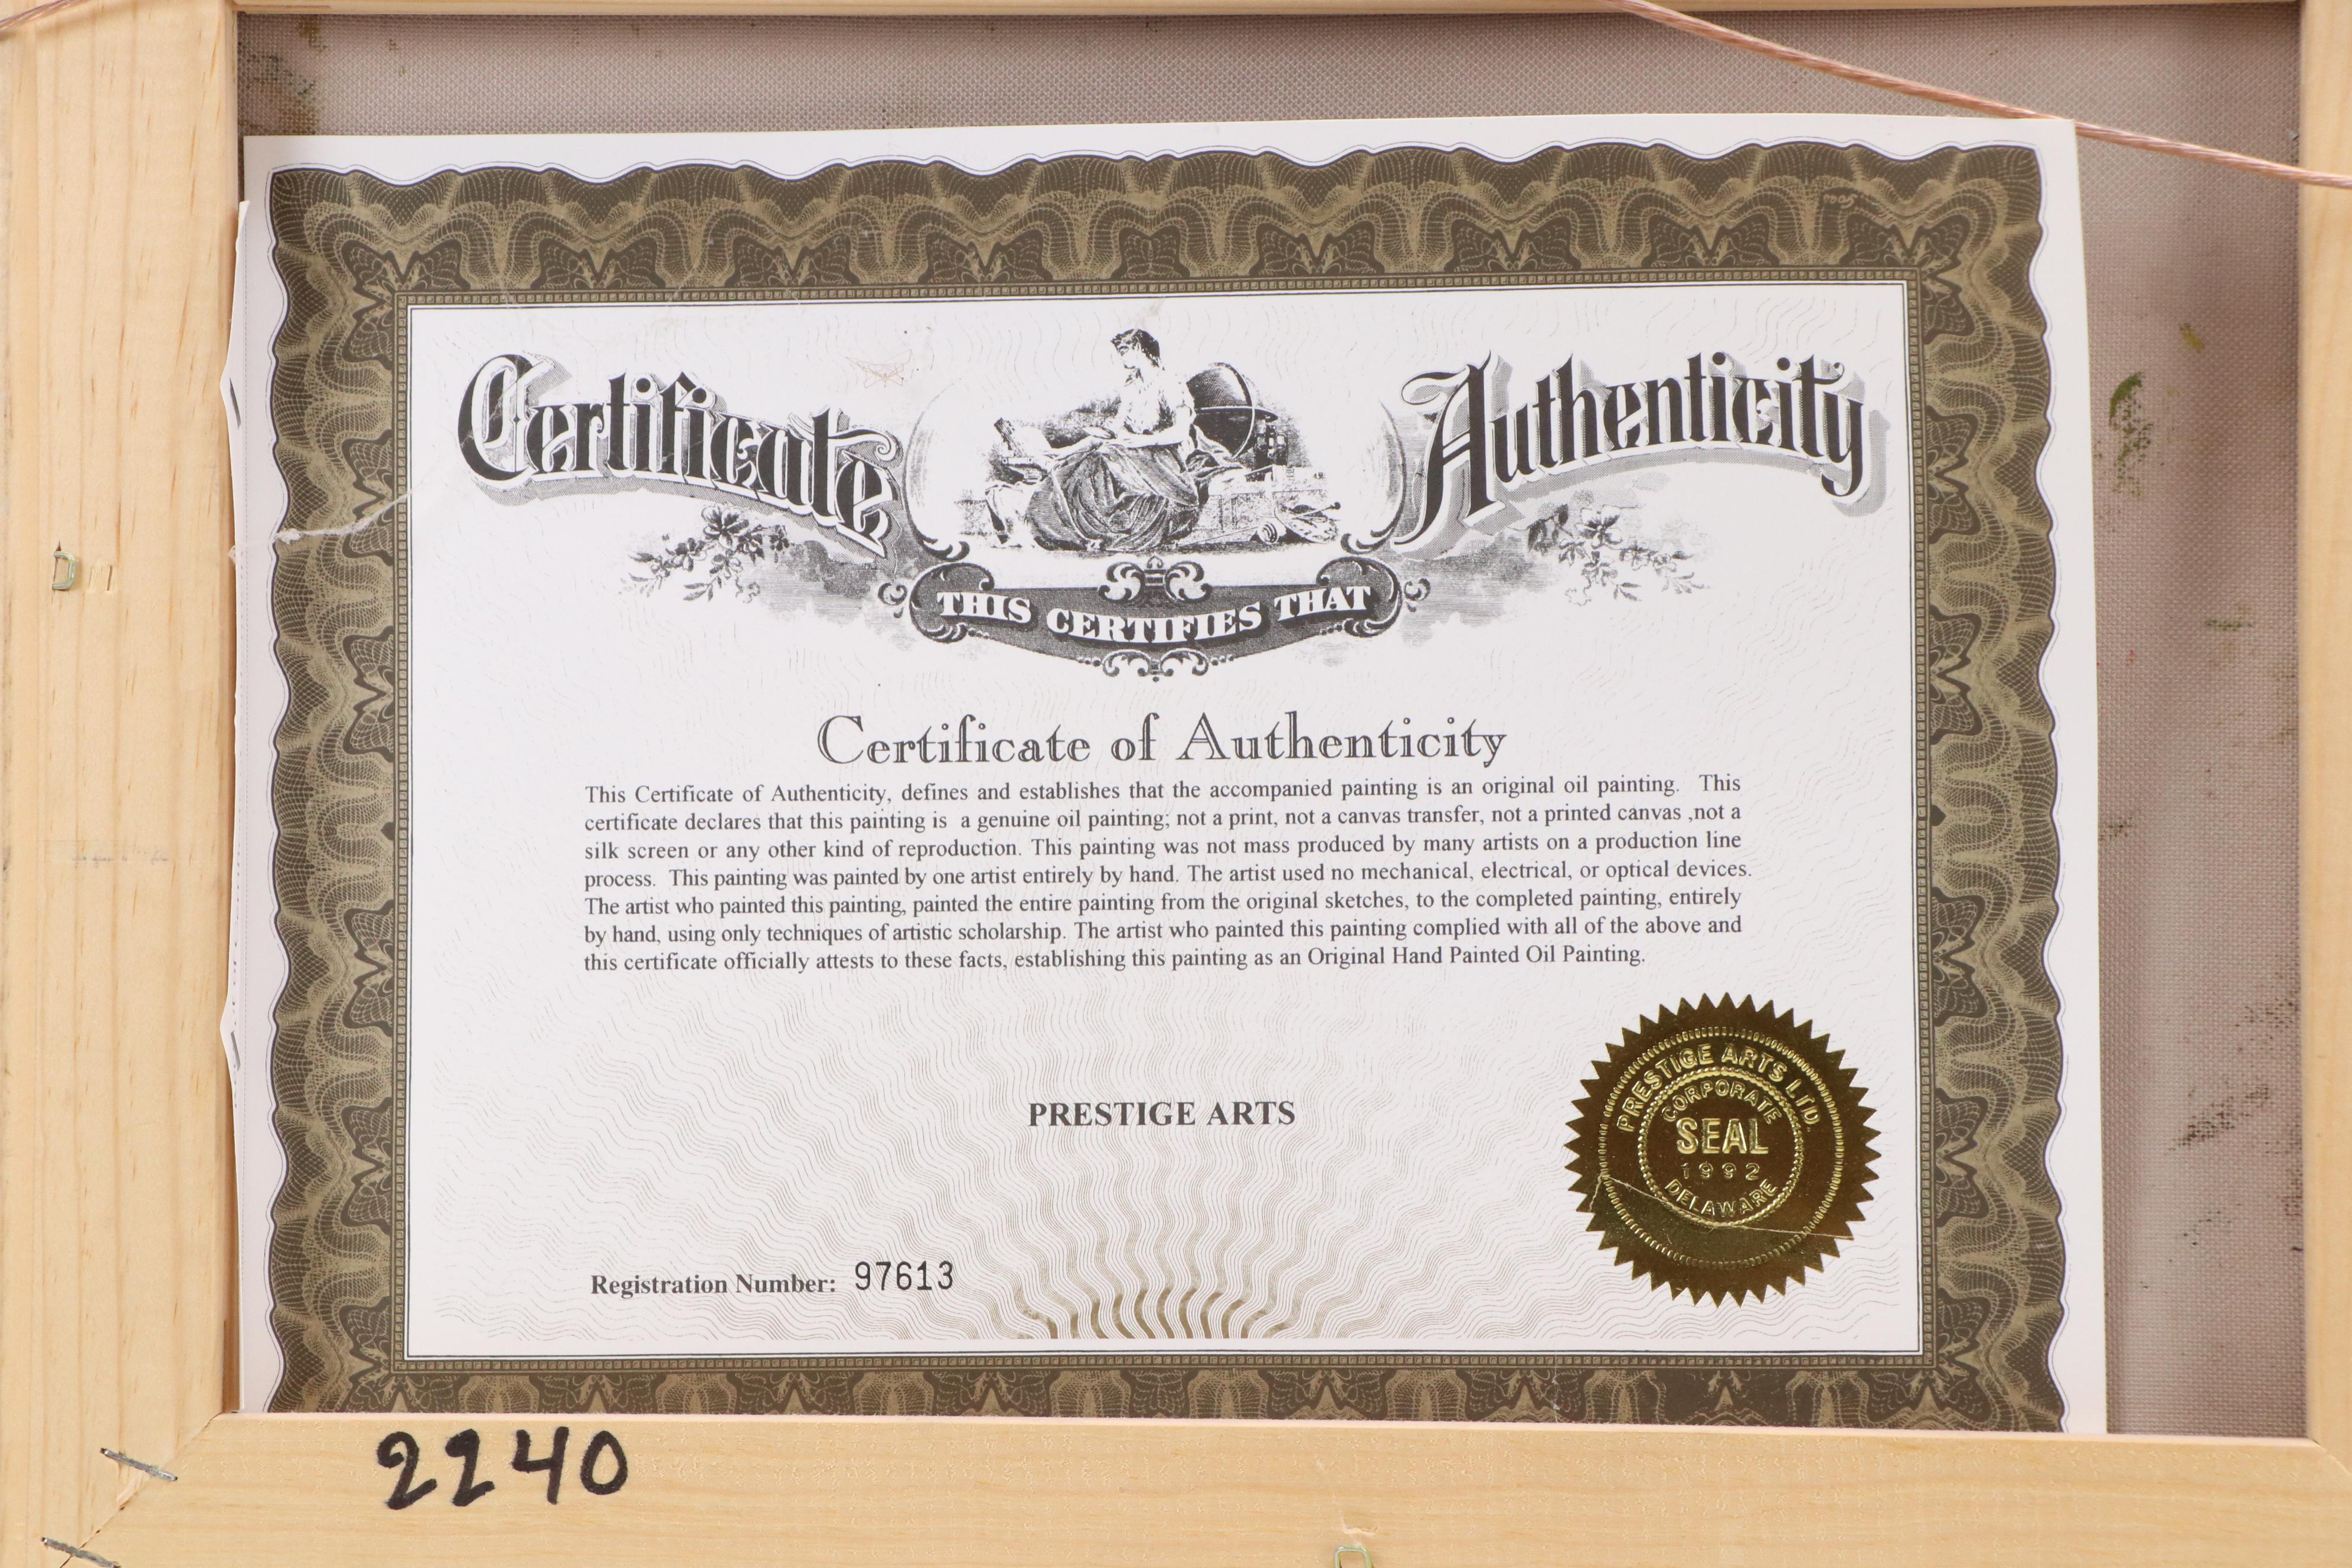 Certificate
Authenticity
THIS CERTIFIES THAT
Certificate of Authenticity
This Certificate of Authenticity, defines and establishes that the accompanied painting is an original oil painting. This
certificate declares that this painting is a genuine oil painting; not a print, not a canvas transfer, not a printed canvas ,not a
silk screen or any other kind of reproduction. This painting was not mass produced by many artists on a production line
process. This painting was painted by one artist entirely by hand. The artist used no mechanical, electrical, or optical devices.
The artist who painted this painting, painted the entire painting from the original sketches, to the completed painting, entirely
by hand, using only techniques of artistic scholarship. The artist who painted this painting complied with all of the above and
this certificate officially attests to these facts, establishing this painting as an Original Hand Painted Oil Painting.
PRESTIGE ARTS
PRESTIGE ARTS LTD.
CORPORATE
SEAL
1992
DELAWARE
Registration Number: 97613
2240